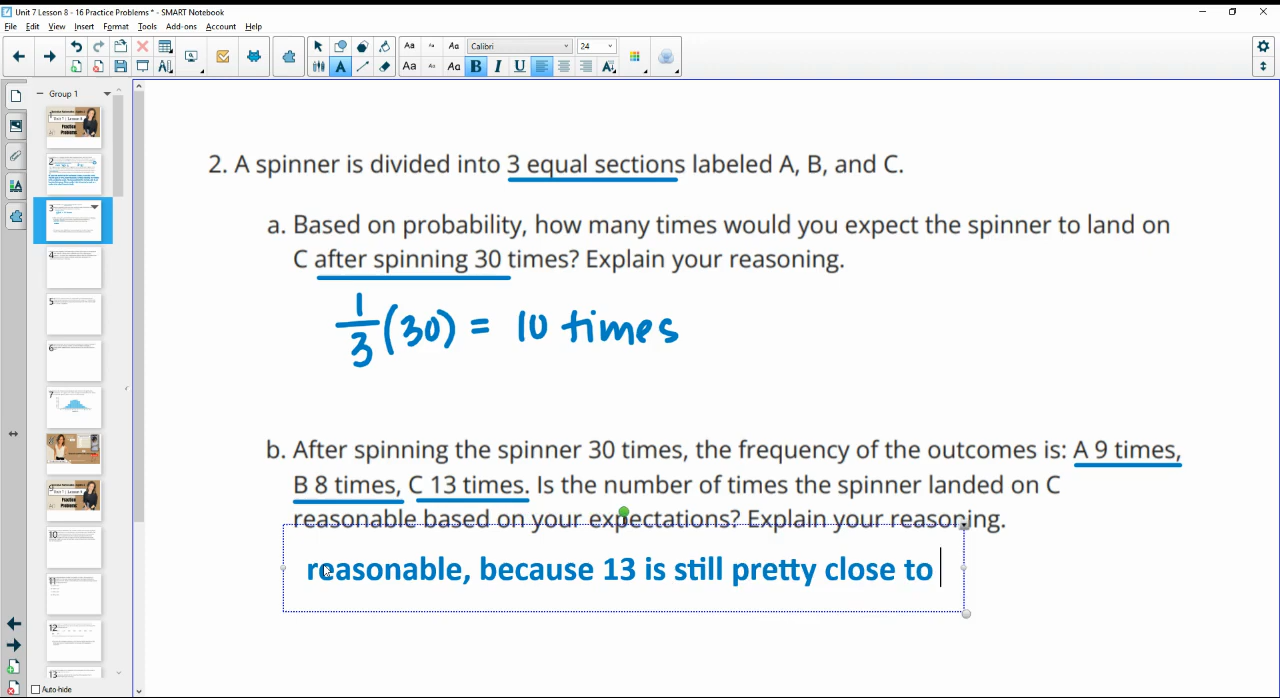 Unit 7 Lesson 8 - 16 Practice Problems * - SMART Notebook
File Edit View Insert Format Tools Add-ons Account Help
Calibri 24
Group 1
2. A spinner is divided into 3 equal sections labeled A, B, and C.
a. Based on probability, how many times would you expect the spinner to land on
C after spinning 30 times? Explain your reasoning.
1/3 (30) = 10 times
b. After spinning the spinner 30 times, the frequency of the outcomes is: A 9 times,
B 8 times, C 13 times. Is the number of times the spinner landed on C
reasonable based on your expectations? Explain your reasoning.
reasonable, because 13 is still pretty close to
Auto-hide